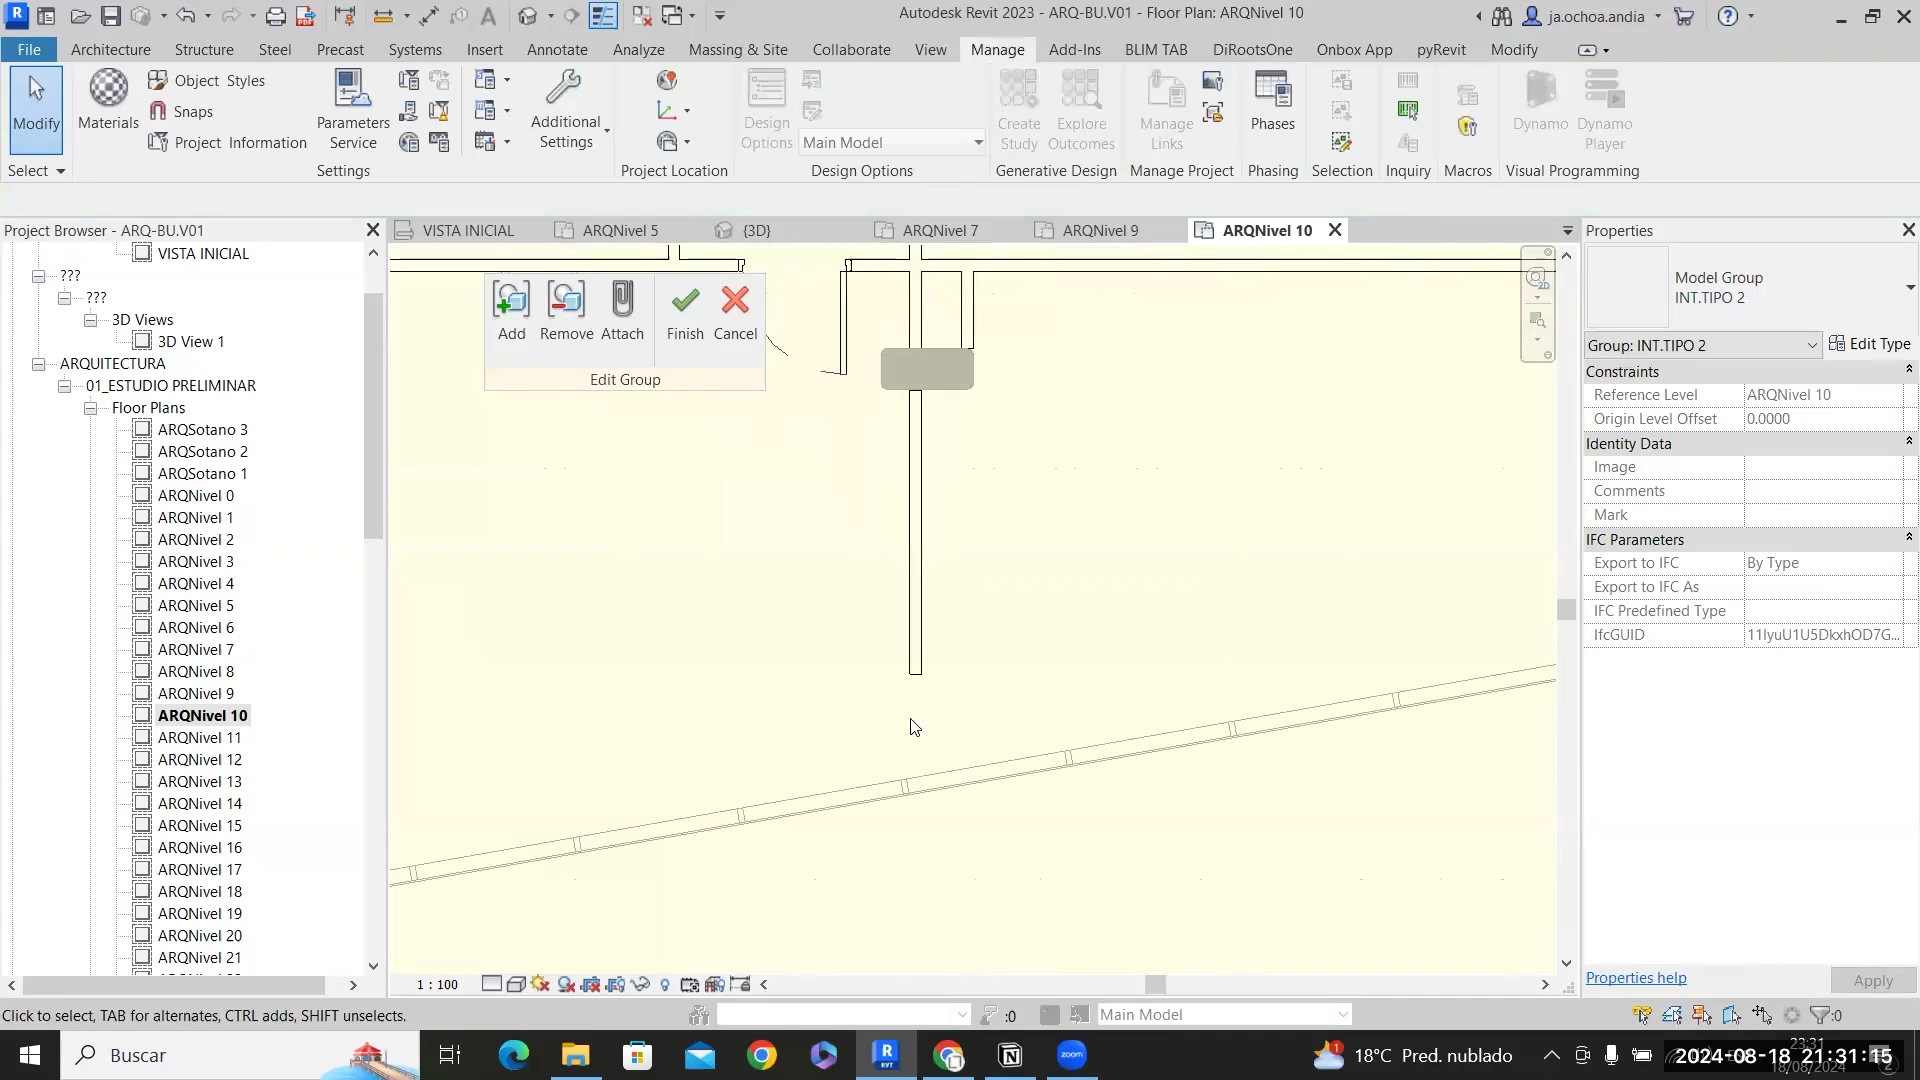 Autodesk Revit 2023 - ARQ-BU.V01 - Floor Plan: ARQNivel 10
ja.ochoa.andia
File Architecture Structure Steel Precast Systems Insert Annotate Analyze Massing & Site Collaborate View Manage Add-Ins BLIM TAB DiRootsOne Onbox App pyRevit Modify
Modify
Materials
Object Styles
Snaps
Project Information
Parameters Service
Additional Settings
Design Options
Main Model
Create Study
Explore Outcomes
Manage Links
Phases
Dynamo
Dynamo Player
Select Settings Project Location Design Options Generative Design Manage Project Phasing Selection Inquiry Macros Visual Programming
Project Browser - ARQ-BU.V01
VISTA INICIAL
???
???
3D Views
3D View 1
ARQUITECTURA
01_ESTUDIO PRELIMINAR
Floor Plans
ARQSotano 3
ARQSotano 2
ARQSotano 1
ARQNivel 0
ARQNivel 1
ARQNivel 2
ARQNivel 3
ARQNivel 4
ARQNivel 5
ARQNivel 6
ARQNivel 7
ARQNivel 8
ARQNivel 9
ARQNivel 10
ARQNivel 11
ARQNivel 12
ARQNivel 13
ARQNivel 14
ARQNivel 15
ARQNivel 16
ARQNivel 17
ARQNivel 18
ARQNivel 19
ARQNivel 20
ARQNivel 21
VISTA INICIAL ARQNivel 5 {3D} ARQNivel 7 ARQNivel 9 ARQNivel 10
Add Remove Attach Finish Cancel
Edit Group
2D
Properties
Model Group
INT.TIPO 2
Group: INT.TIPO 2 Edit Type
Constraints
Reference Level ARQNivel 10
Origin Level Offset 0.0000
Identity Data
Image
Comments
Mark
IFC Parameters
Export to IFC By Type
Export to IFC As
IFC Predefined Type
IfcGUID 11lyuU1U5DkxhOD7G...
Properties help Apply
1 : 100
Click to select, TAB for alternates, CTRL adds, SHIFT unselects. :0 Main Model :0
Buscar
RVT
zoom
18°C Pred. nublado
23:31
18/08/2024
2024-08-18 21:31:15